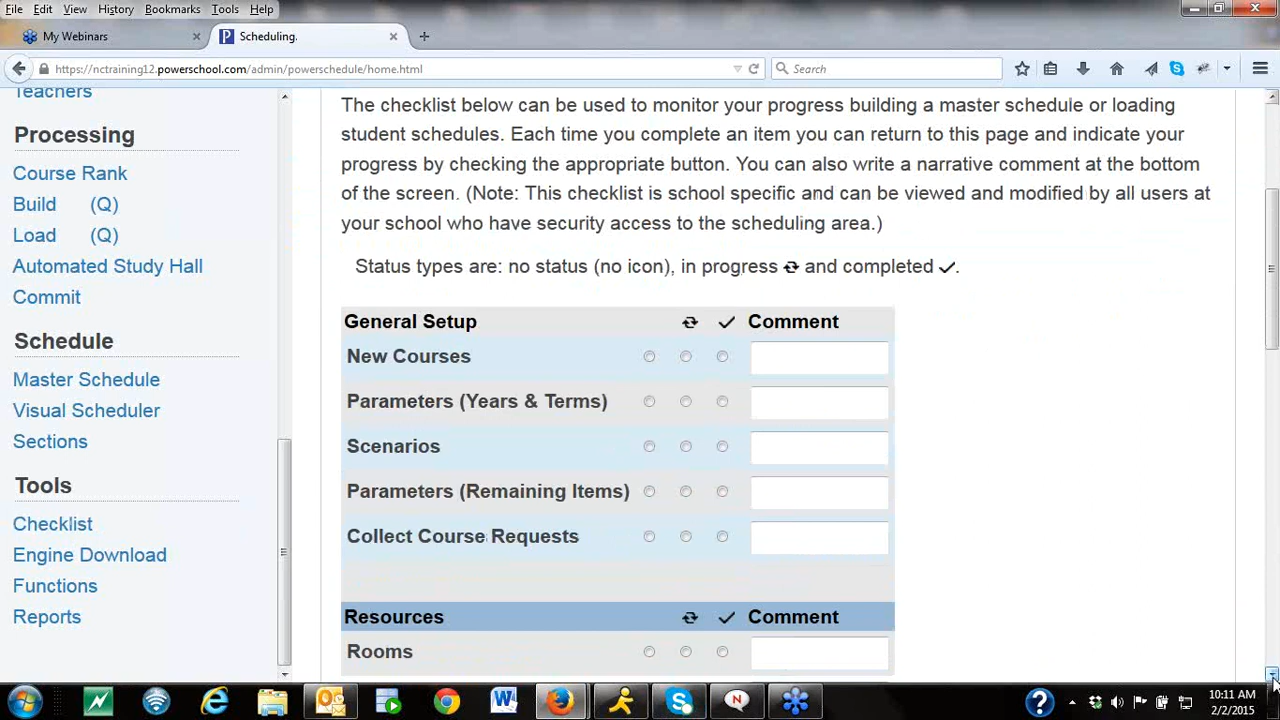 File Edit View History Bookmarks Tools Help
My Webinars
Scheduling.
https://nctraining12.powerschool.com/admin/powerschedule/home.html
Search
Teachers
Processing
Course Rank
Build (Q)
Load (Q)
Automated Study Hall
Commit
Schedule
Master Schedule
Visual Scheduler
Sections
Tools
Checklist
Engine Download
Functions
Reports
The checklist below can be used to monitor your progress building a master schedule or loading
student schedules. Each time you complete an item you can return to this page and indicate your
progress by checking the appropriate button. You can also write a narrative comment at the bottom
of the screen. (Note: This checklist is school specific and can be viewed and modified by all users at
your school who have security access to the scheduling area.)
Status types are: no status (no icon), in progress and completed .
General Setup Comment
New Courses
Parameters (Years & Terms)
Scenarios
Parameters (Remaining Items)
Collect Course Requests
Resources Comment
Rooms
10:11 AM
2/2/2015